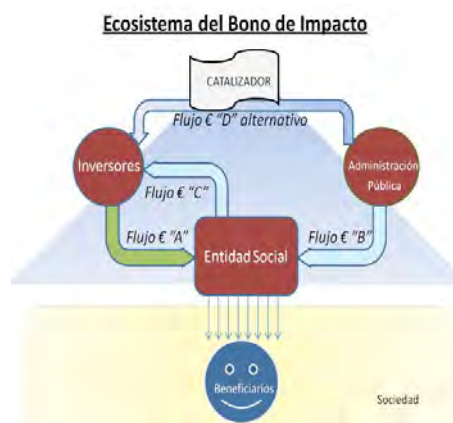 Ecosistema del Bono de Impacto
CATALIZADOR
Flujo € "D" alternativo
Inversores
Administración
Pública
Flujo € "C"
Flujo € "A"
Flujo € "B"
Entidad Social
Beneficiarios
Sociedad